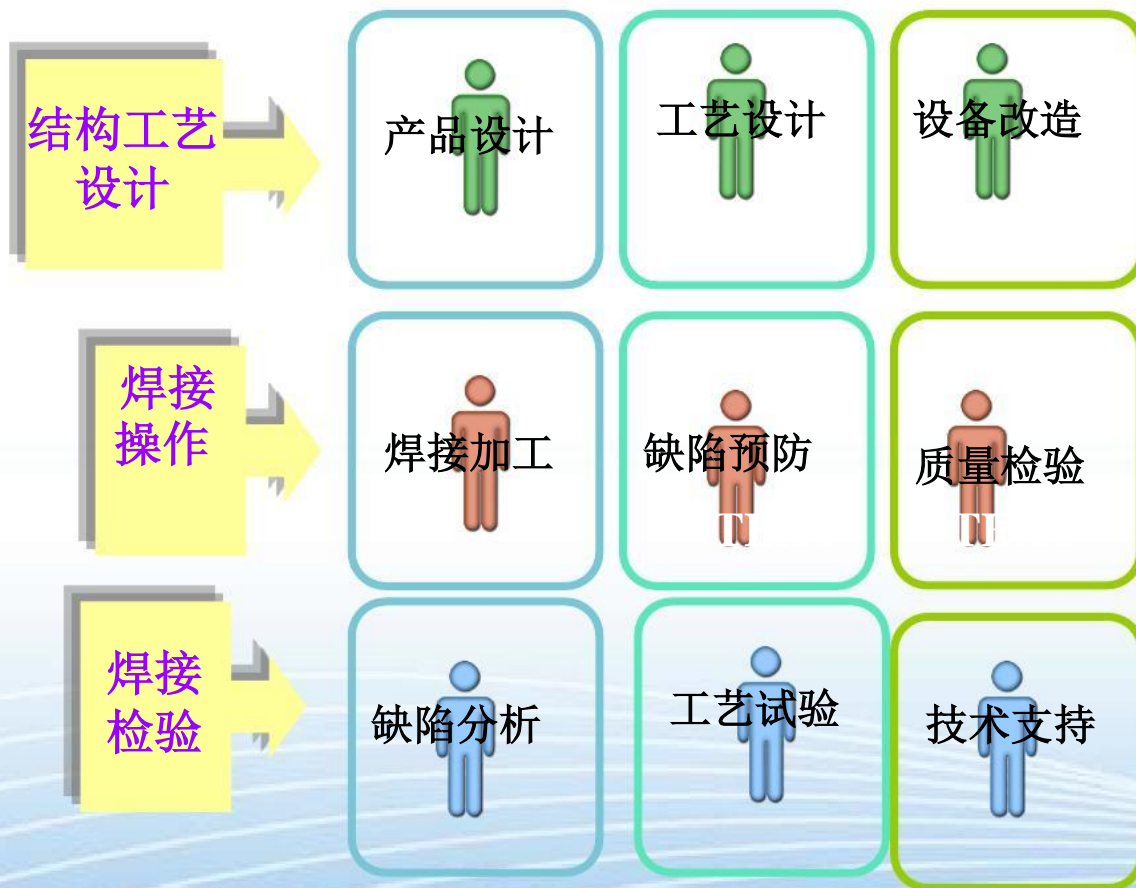 结构工艺
设计
产品设计
工艺设计
设备改造
焊接
操作
焊接加工
缺陷预防
质量检验
焊接
检验
缺陷分析
工艺试验
技术支持